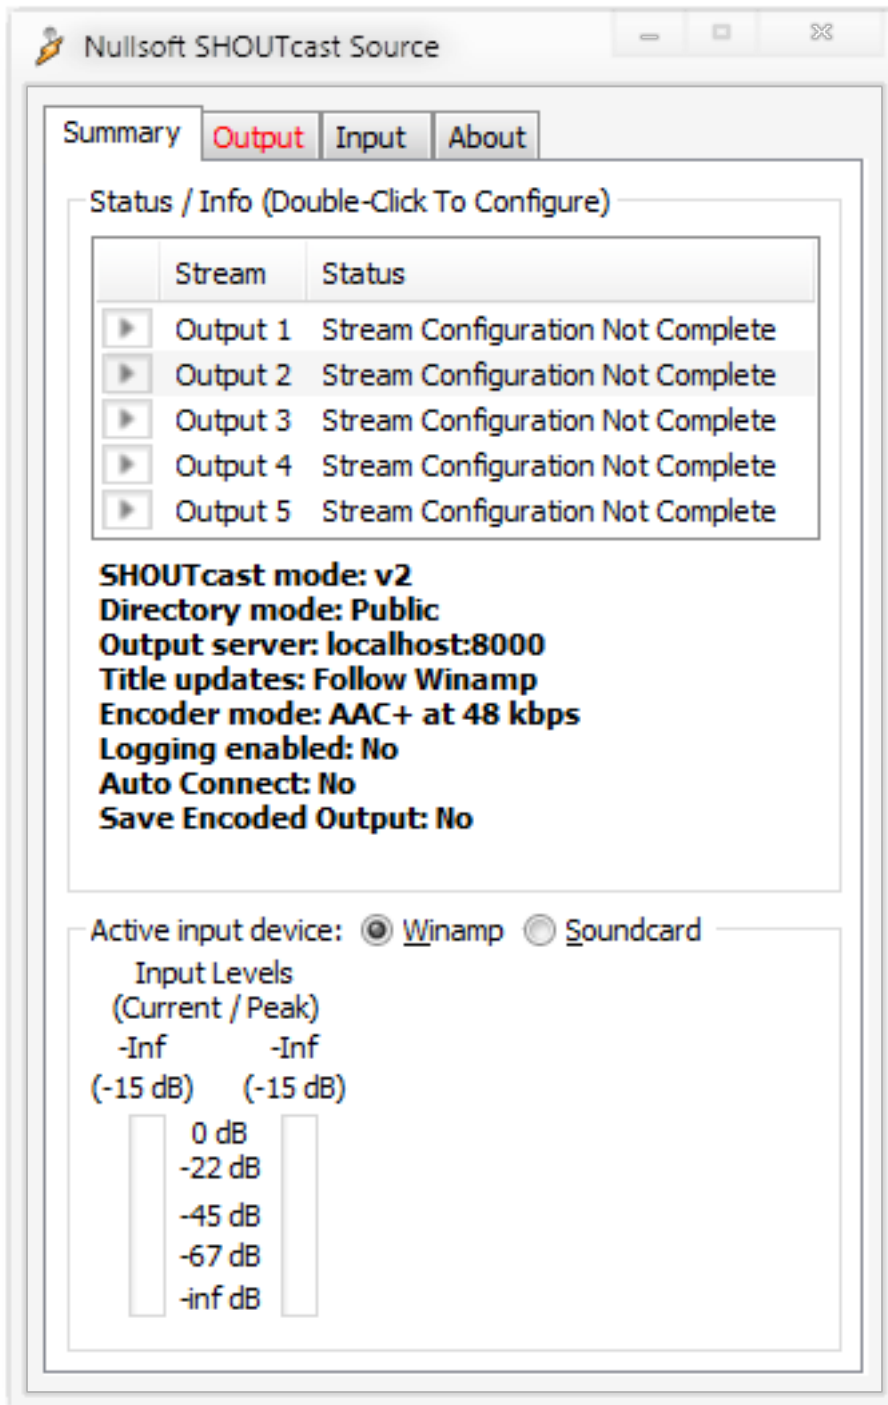 Nullsoft SHOUTcast Source
Summary Output Input About
Status / Info (Double-Click To Configure)
Stream Status
Output 1 Stream Configuration Not Complete
Output 2 Stream Configuration Not Complete
Output 3 Stream Configuration Not Complete
Output 4 Stream Configuration Not Complete
Output 5 Stream Configuration Not Complete
SHOUTcast mode: v2
Directory mode: Public
Output server: localhost:8000
Title updates: Follow Winamp
Encoder mode: AAC+ at 48 kbps
Logging enabled: No
Auto Connect: No
Save Encoded Output: No
Active input device: Winamp Soundcard
Input Levels
(Current / Peak)
-Inf -Inf
(-15 dB) (-15 dB)
0 dB
-22 dB
-45 dB
-67 dB
-inf dB